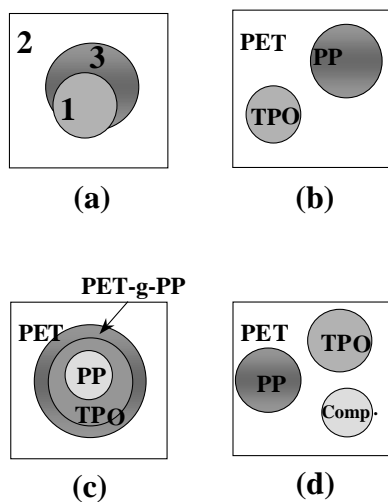 2
3
1
(a)
PET
PP
TPO
(b)
PET-g-PP
PET
PP
TPO
(c)
PET
TPO
PP
Comp.
(d)